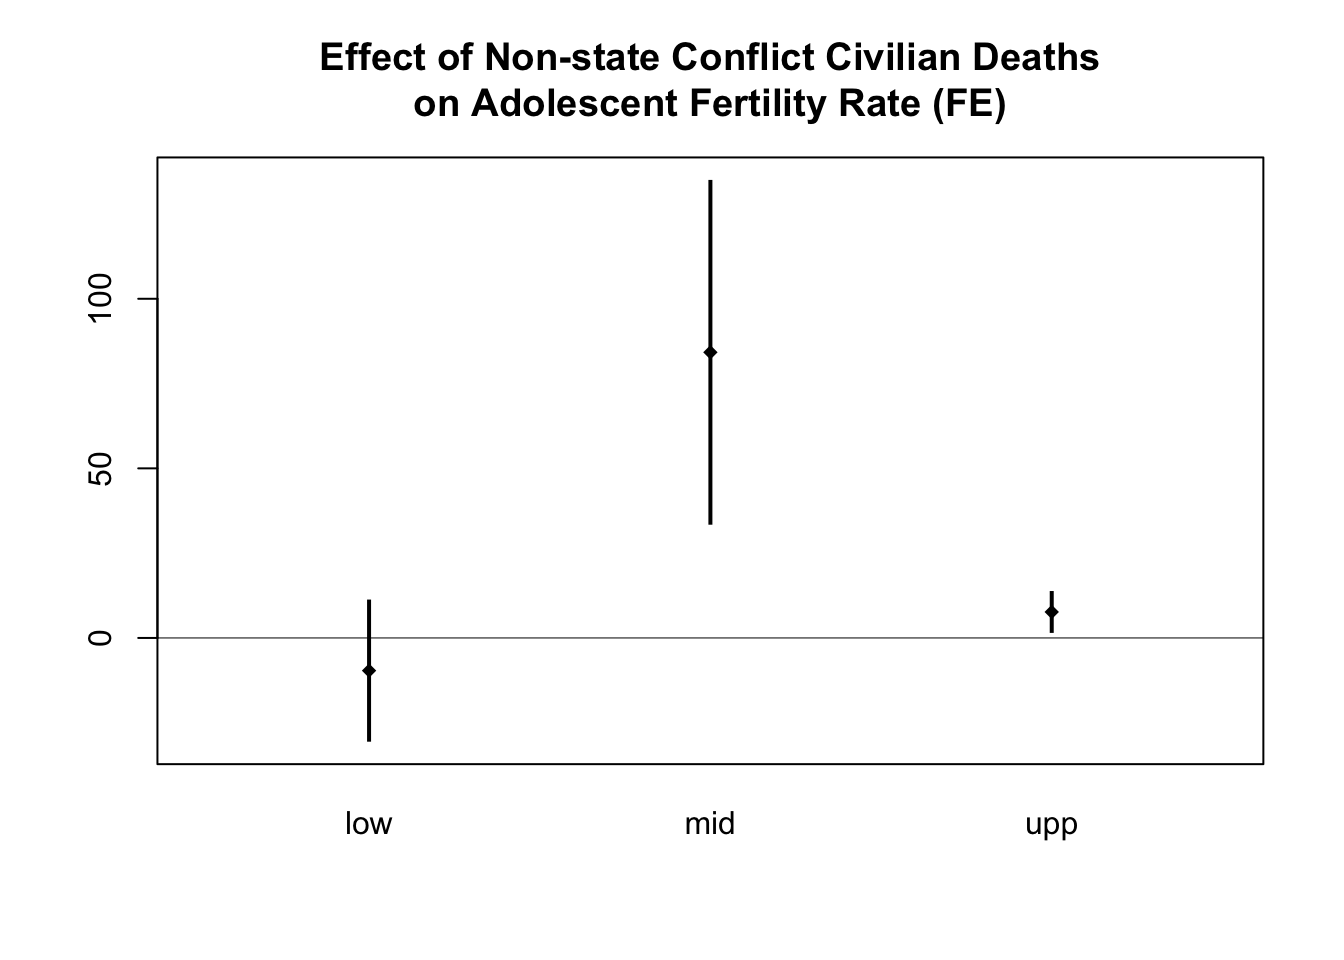 Effect of Non-state Conflict Civilian Deaths
on Adolescent Fertility Rate (FE)
100
50
0
low mid upp